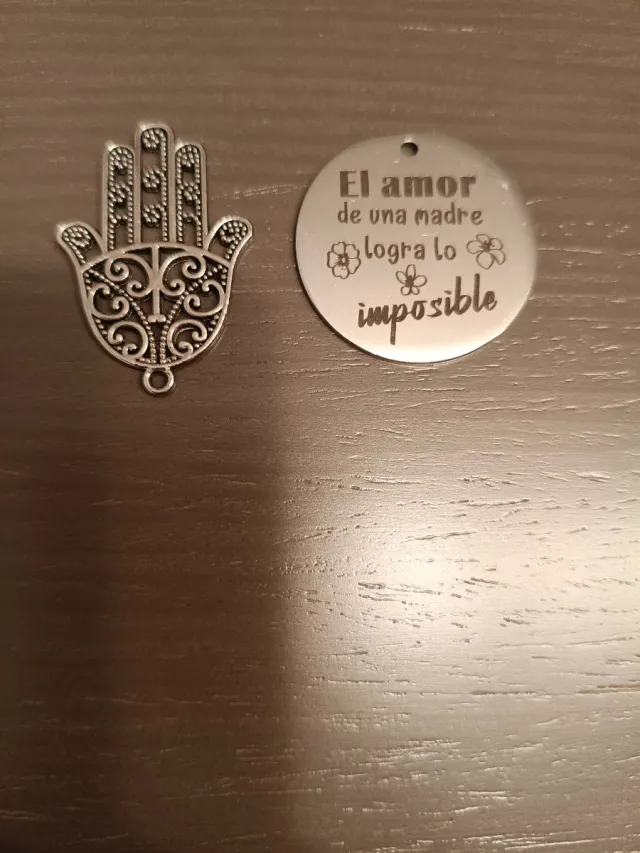 El amor
de una madre
logra lo
imposible